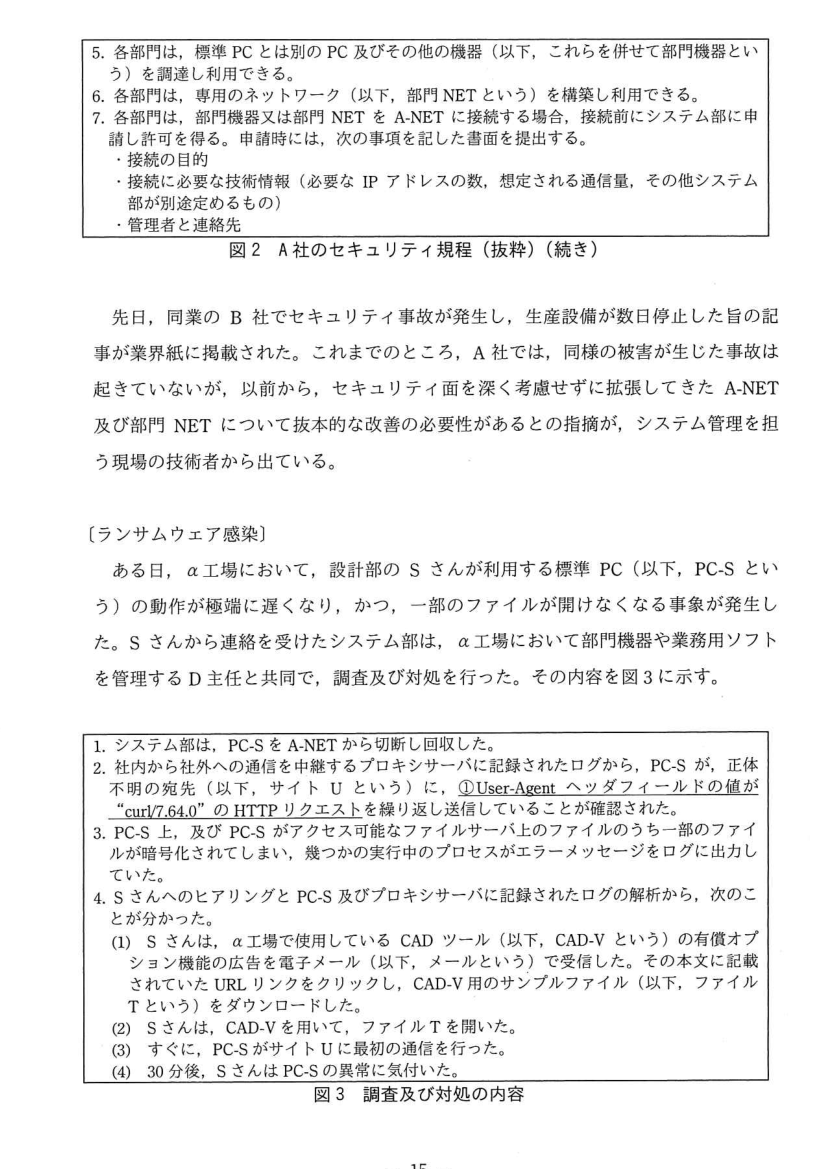 5. 各部門は，標準 PC とは別の PC 及びその他の機器（以下，これらを併せて部門機器とい
う）を調達し利用できる。
6. 各部門は，専用のネットワーク（以下，部門 NET という）を構築し利用できる。
7. 各部門は，部門機器又は部門 NET を A-NET に接続する場合，接続前にシステム部に申
請し許可を得る。申請時には，次の事項を記した書面を提出する。
・接続の目的
・接続に必要な技術情報（必要な IP アドレスの数，想定される通信量，その他システム
部が別途定めるもの）
・管理者と連絡先
図2 A社のセキュリティ規程（抜粋）（続き）
先日，同業の B 社でセキュリティ事故が発生し，生産設備が数日停止した旨の記
事が業界紙に掲載された。これまでのところ，A 社では，同様の被害が生じた事故は
起きていないが，以前から，セキュリティ面を深く考慮せずに拡張してきた A-NET
及び部門 NET について抜本的な改善の必要性があるとの指摘が，システム管理を担
う現場の技術者から出ている。
〔ランサムウェア感染〕
ある日，α工場において，設計部の S さんが利用する標準 PC（以下，PC-S とい
う）の動作が極端に遅くなり，かつ，一部のファイルが開けなくなる事象が発生し
た。S さんから連絡を受けたシステム部は，α工場において部門機器や業務用ソフト
を管理する D 主任と共同で，調査及び対処を行った。その内容を図 3 に示す。
1. システム部は，PC-S を A-NET から切断し回収した。
2. 社内から社外への通信を中継するプロキシサーバに記録されたログから，PC-S が，正体
不明の宛先（以下，サイト U という）に，①User-Agent ヘッダフィールドの値が
“curl/7.64.0” の HTTP リクエストを繰り返し送信していることが確認された。
3. PC-S 上，及び PC-S がアクセス可能なファイルサーバ上のファイルのうち一部のファイ
ルが暗号化されてしまい，幾つかの実行中のプロセスがエラーメッセージをログに出力し
ていた。
4. S さんへのヒアリングと PC-S 及びプロキシサーバに記録されたログの解析から，次のこ
とが分かった。
(1) S さんは，α工場で使用している CAD ツール（以下，CAD-V という）の有償オプ
ション機能の広告を電子メール（以下，メールという）で受信した。その本文に記載
されていた URL リンクをクリックし，CAD-V 用のサンプルファイル（以下，ファイル
T という）をダウンロードした。
(2) S さんは，CAD-V を用いて，ファイル T を開いた。
(3) すぐに，PC-S がサイト U に最初の通信を行った。
(4) 30 分後，S さんは PC-S の異常に気付いた。
図3 調査及び対処の内容
15